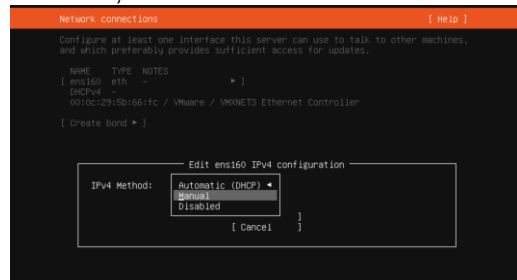 Network connections [ Help ]
Configure at least one interface this server can use to talk to other machines,
and which preferably provides sufficient access for updates.
NAME TYPE NOTES
[ ens160 eth - ▸ ]
DHCPv4 -
00:0c:29:5b:66:fc / VMware / VMXNET3 Ethernet Controller
[ Create bond ▸ ]
Edit ens160 IPv4 configuration
IPv4 Method: Automatic (DHCP) ◂
Manual
Disabled
]
[ Cancel ]